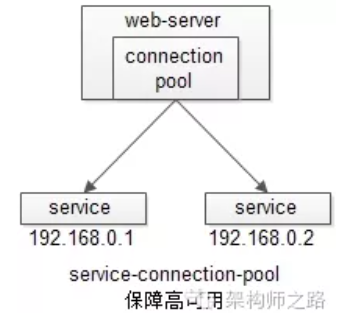 web-server
connection
pool
service
service
192.168.0.1
192.168.0.2
service-connection-pool
保障高可用
架构师之路